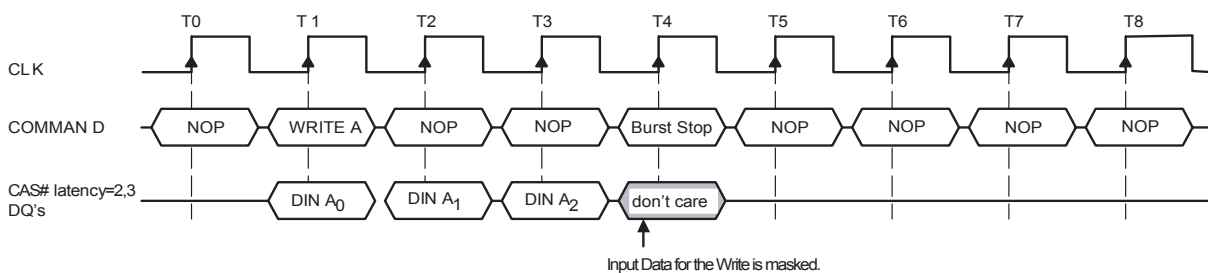 T0 T 1 T2 T3 T4 T5 T6 T7 T8
CLK
COMMAN D NOP WRITE A NOP NOP Burst Stop NOP NOP NOP NOP
CAS# latency=2,3
DQ's DIN A0 DIN A1 DIN A2 don't care
Input Data for the Write is masked.